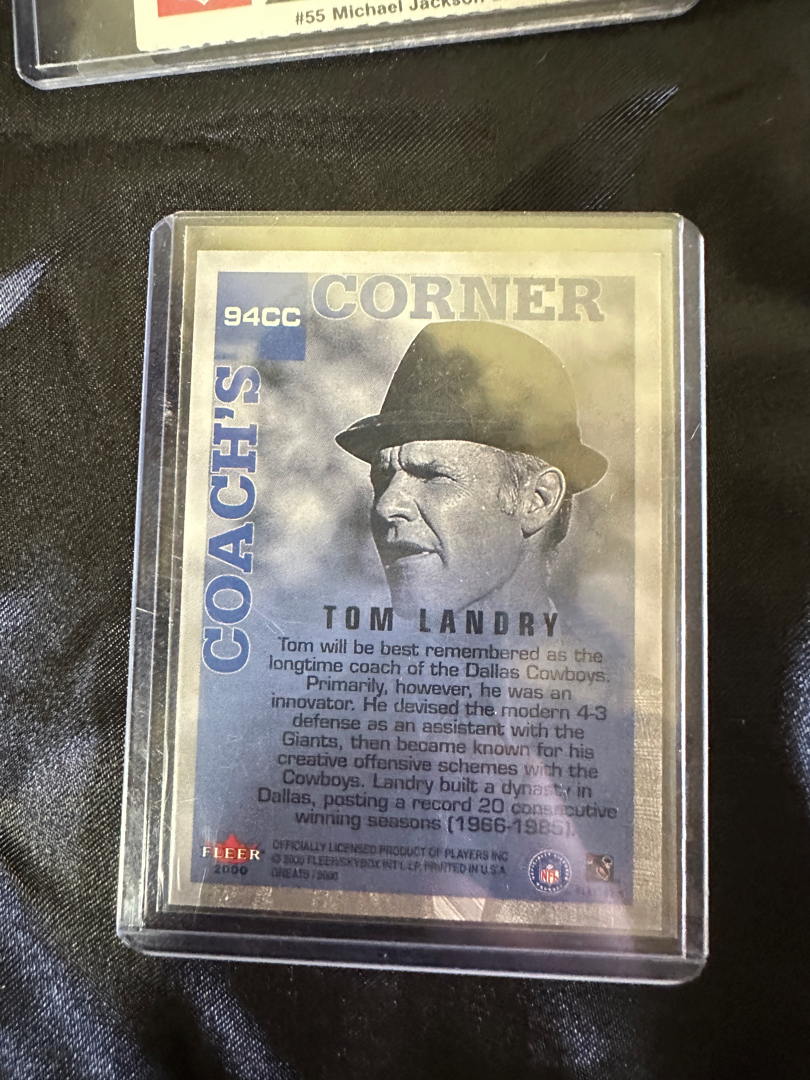 #55 Michael Jackson
94CC
CORNER
COACH'S
TOM LANDRY
Tom will be best remembered as the
longtime coach of the Dallas Cowboys.
Primarily, however, he was an
innovator. He devised the modern 4-3
defense as an assistant with the
Giants, then became known for his
creative offensive schemes with the
Cowboys. Landry built a dynasty in
Dallas, posting a record 20 consecutive
winning seasons (1966-1985).
FLEER
2000
OFFICIALLY LICENSED PRODUCT OF PLAYERS INC
© 2000 FLEER/SKYBOX INT'L LP. PRINTED IN U.S.A.
GREATS / 2000
NFL